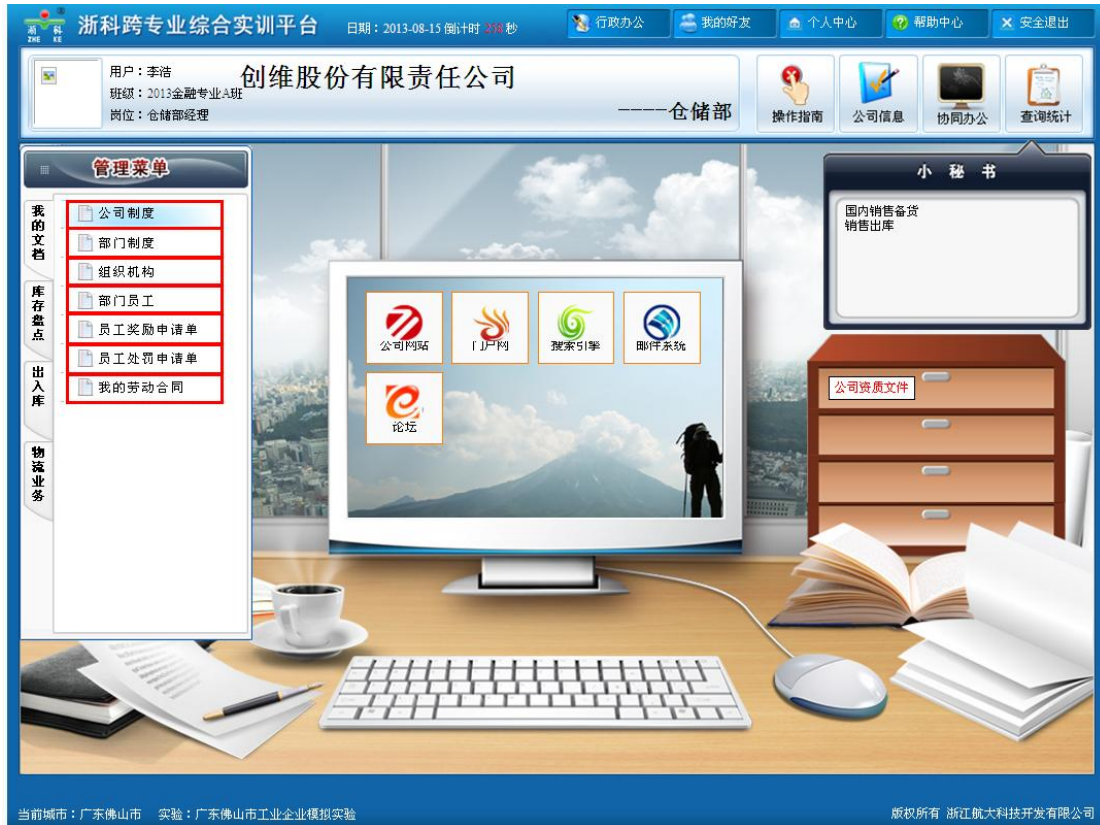 浙科
ZHE KE
浙科跨专业综合实训平台
日期：2013-08-15 倒计时 258 秒
行政办公
我的好友
个人中心
帮助中心
安全退出
用户：李浩
班级：2013金融专业A班
岗位：仓储部经理
创维股份有限责任公司
----仓储部
操作指南
公司信息
协同办公
查询统计
管理菜单
我的文档
库存盘点
出入库
物流业务
公司制度
部门制度
组织机构
部门员工
员工奖励申请单
员工处罚申请单
我的劳动合同
公司网站
门户网
搜索引擎
邮件系统
论坛
小秘书
国内销售备货
销售出库
公司资质文件
当前城市：广东佛山市 实验：广东佛山市工业企业模拟实验
版权所有 浙江航大科技开发有限公司